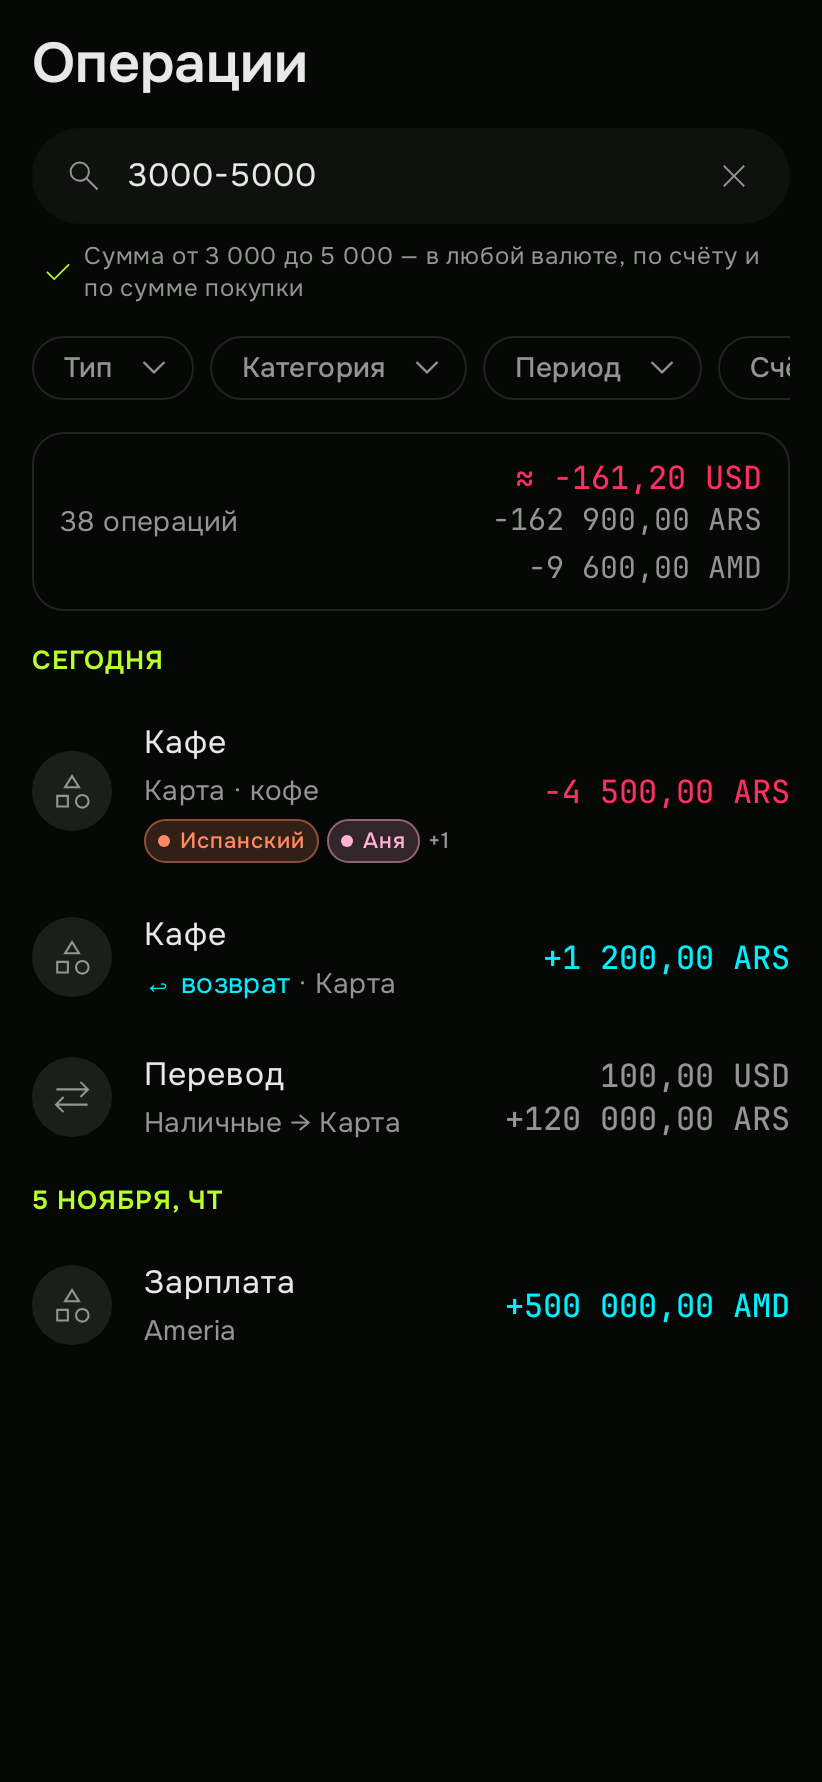 Операции
3000-5000
Сумма от 3 000 до 5 000 — в любой валюте, по счёту и
по сумме покупки
Тип Категория Период Счё
≈ -161,20 USD
38 операций
-162 900,00 ARS
-9 600,00 AMD
СЕГОДНЯ
Кафе
Карта · кофе
-4 500,00 ARS
Испанский Аня +1
Кафе
↩ возврат · Карта
+1 200,00 ARS
Перевод
100,00 USD
Наличные → Карта
+120 000,00 ARS
5 НОЯБРЯ, ЧТ
Зарплата
+500 000,00 AMD
Ameria